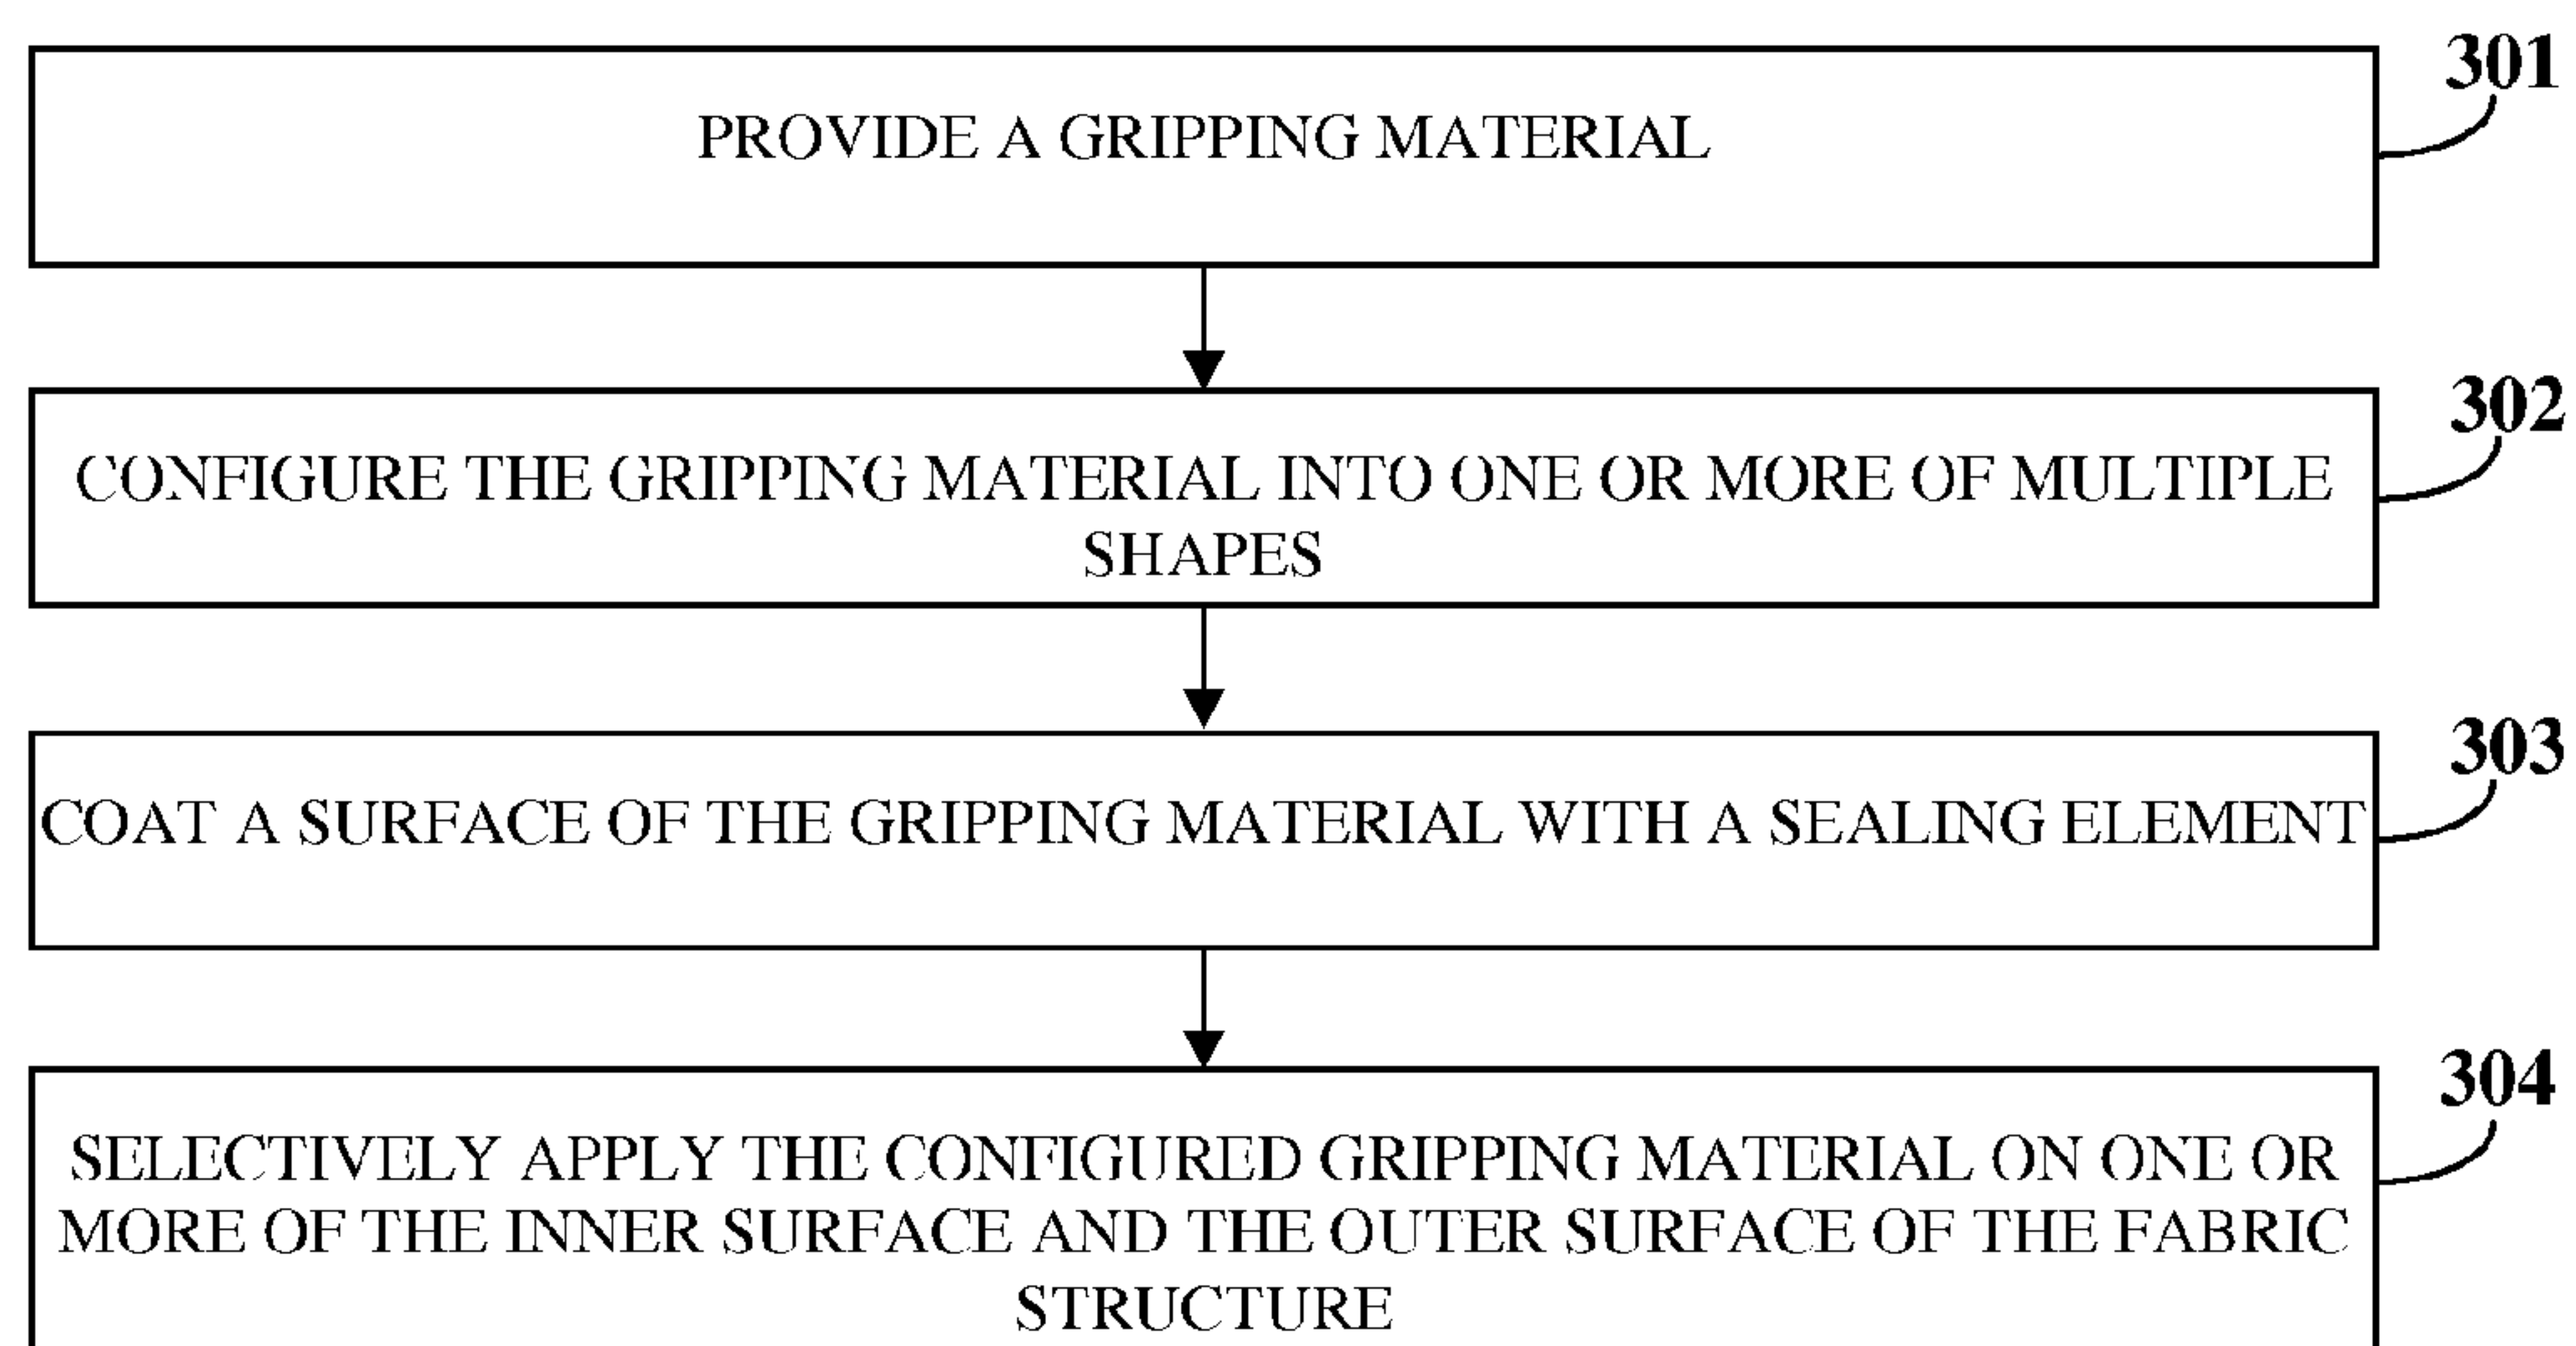 301
PROVIDE A GRIPPING MATERIAL
302
CONFIGURE THE GRIPPING MATERIAL INTO ONE OR MORE OF MULTIPLE
SHAPES
303
COAT A SURFACE OF THE GRIPPING MATERIAL WITH A SEALING ELEMENT
304
SELECTIVELY APPLY THE CONFIGURED GRIPPING MATERIAL ON ONE OR
MORE OF THE INNER SURFACE AND THE OUTER SURFACE OF THE FABRIC
STRUCTURE